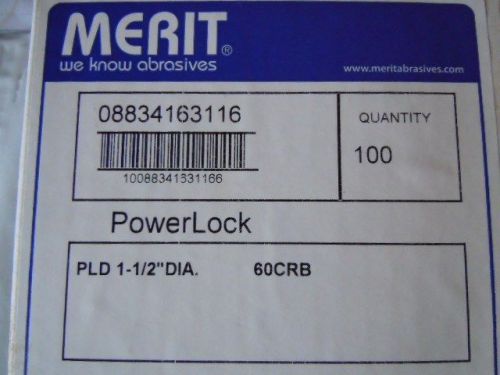 MERIT®
we know abrasives
www.meritabrasives.com
08834163116
QUANTITY
100
10088341631166
PowerLock
PLD 1-1/2"DIA. 60CRB